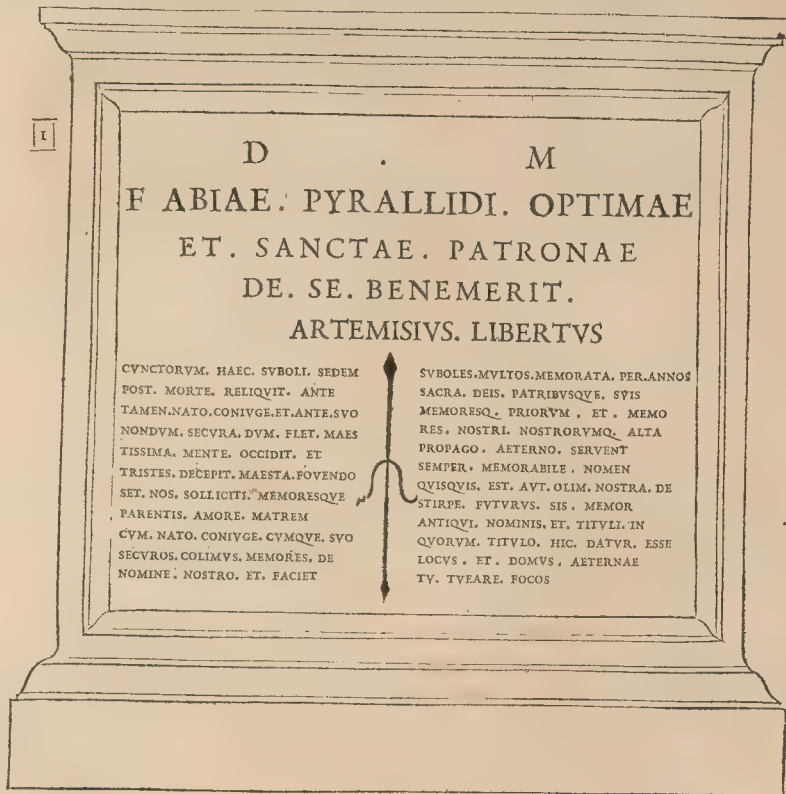 I
D . M
F ABIAE. PYRALLIDI. OPTIMAE
ET. SANCTAE. PATRONAE
DE. SE. BENEMERIT.
ARTEMISIVS. LIBERTVS
CVNCTORVM. HAEC. SVBOLI. SEDEM
POST. MORTE. RELIQVIT. ANTE
TAMEN.NATO.CONIVGE.ET.ANTE.SVO
NONDVM. SECVRA. DVM. FLET. MAES
TISSIMA. MENTE. OCCIDIT. ET
TRISTES. DECEPIT. MAESTA. FOVENDO
SET. NOS. SOLLICITI. MEMORESQVE
PARENTIS. AMORE. MATREM
CVM. NATO. CONIVGE. CVMQVE. SVO
SECVROS. COLIMVS. MEMORES. DE
NOMINE. NOSTRO. ET. FACIET
SVBOLES.MVLTOS.MEMORATA. PER.ANNOS
SACRA. DEIS. PATRIBVSQVE. SVIS
MEMORESQ. PRIORVM . ET . MEMO
RES. NOSTRI. NOSTRORVMQ. ALTA
PROPAGO. AETERNO. SERVENT
SEMPER. MEMORABILE . NOMEN
QVISQVIS. EST. AVT. OLIM. NOSTRA. DE
STIRPE. FVTVRVS. SIS. MEMOR
ANTIQVI. NOMINIS. ET. TITVLI. IN
QVORVM. TITVLO. HIC. DATVR. ESSE
LOCVS . ET . DOMVS . AETERNAE
TV. TVEARE. FOCOS